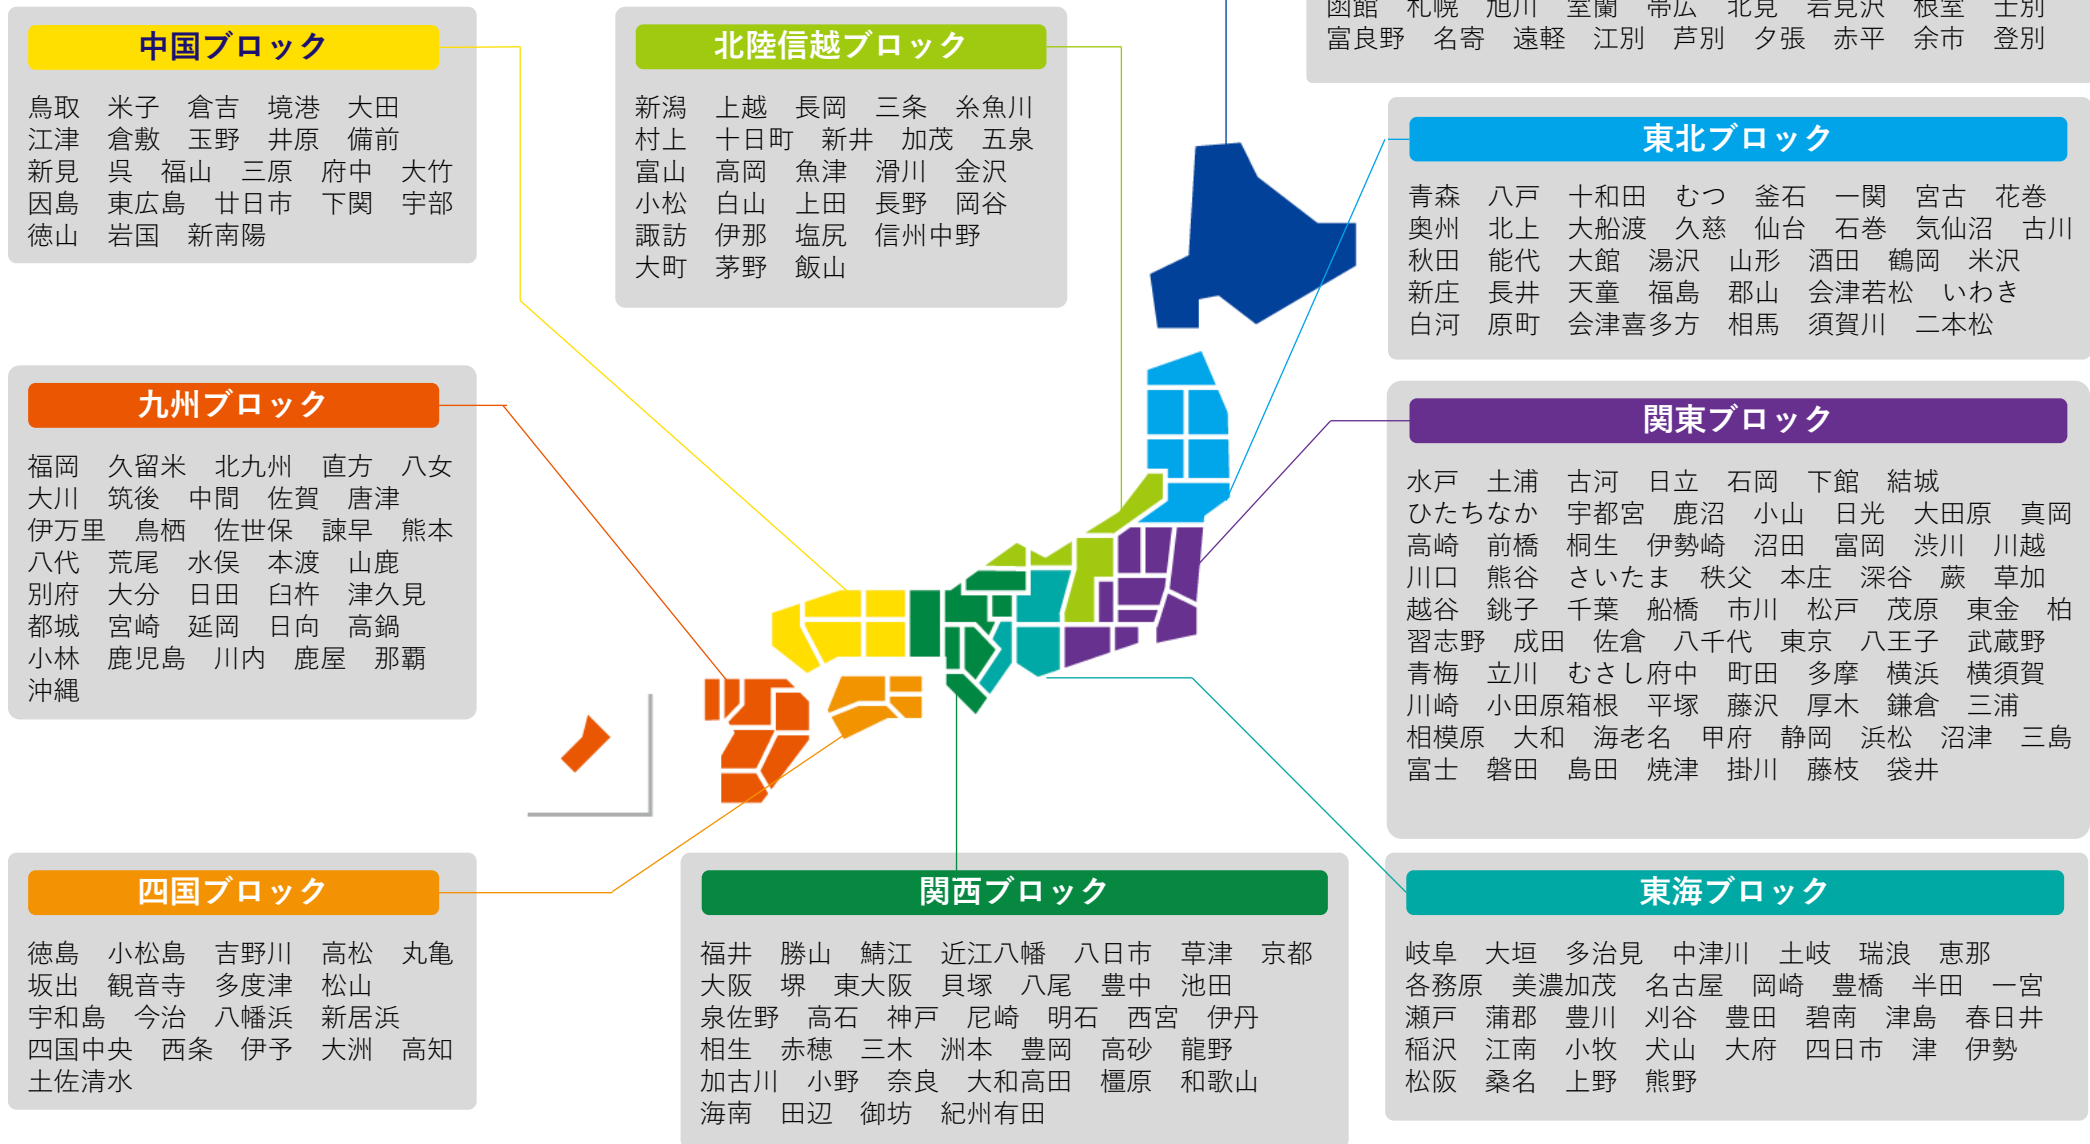 中国ブロック
鳥取 米子 倉吉 境港 大田
江津 倉敷 玉野 井原 備前
新見 呉 福山 三原 府中 大竹
因島 東広島 廿日市 下関 宇部
徳山 岩国 新南陽
北陸信越ブロック
新潟 上越 長岡 三条 糸魚川
村上 十日町 新井 加茂 五泉
富山 高岡 魚津 滑川 金沢
小松 白山 上田 長野 岡谷
諏訪 伊那 塩尻 信州中野
大町 茅野 飯山
函館 札幌 旭川 室蘭 帯広 北見 岩見沢 根室 士別
富良野 名寄 遠軽 江別 芦別 夕張 赤平 余市 登別
東北ブロック
青森 八戸 十和田 むつ 釜石 一関 宮古 花巻
奥州 北上 大船渡 久慈 仙台 石巻 気仙沼 古川
秋田 能代 大館 湯沢 山形 酒田 鶴岡 米沢
新庄 長井 天童 福島 郡山 会津若松 いわき
白河 原町 会津喜多方 相馬 須賀川 二本松
九州ブロック
福岡 久留米 北九州 直方 八女
大川 筑後 中間 佐賀 唐津
伊万里 鳥栖 佐世保 諫早 熊本
八代 荒尾 水俣 本渡 山鹿
別府 大分 日田 臼杵 津久見
都城 宮崎 延岡 日向 高鍋
小林 鹿児島 川内 鹿屋 那覇
沖縄
関東ブロック
水戸 土浦 古河 日立 石岡 下館 結城
ひたちなか 宇都宮 鹿沼 小山 日光 大田原 真岡
高崎 前橋 桐生 伊勢崎 沼田 富岡 渋川 川越
川口 熊谷 さいたま 秩父 本庄 深谷 蕨 草加
越谷 銚子 千葉 船橋 市川 松戸 茂原 東金 柏
習志野 成田 佐倉 八千代 東京 八王子 武蔵野
青梅 立川 むさし府中 町田 多摩 横浜 横須賀
川崎 小田原箱根 平塚 藤沢 厚木 鎌倉 三浦
相模原 大和 海老名 甲府 静岡 浜松 沼津 三島
富士 磐田 島田 焼津 掛川 藤枝 袋井
四国ブロック
徳島 小松島 吉野川 高松 丸亀
坂出 観音寺 多度津 松山
宇和島 今治 八幡浜 新居浜
四国中央 西条 伊予 大洲 高知
土佐清水
関西ブロック
福井 勝山 鯖江 近江八幡 八日市 草津 京都
大阪 堺 東大阪 貝塚 八尾 豊中 池田
泉佐野 高石 神戸 尼崎 明石 西宮 伊丹
相生 赤穂 三木 洲本 豊岡 高砂 龍野
加古川 小野 奈良 大和高田 橿原 和歌山
海南 田辺 御坊 紀州有田
東海ブロック
岐阜 大垣 多治見 中津川 土岐 瑞浪 恵那
各務原 美濃加茂 名古屋 岡崎 豊橋 半田 一宮
瀬戸 蒲郡 豊川 刈谷 豊田 碧南 津島 春日井
稲沢 江南 小牧 犬山 大府 四日市 津 伊勢
松阪 桑名 上野 熊野